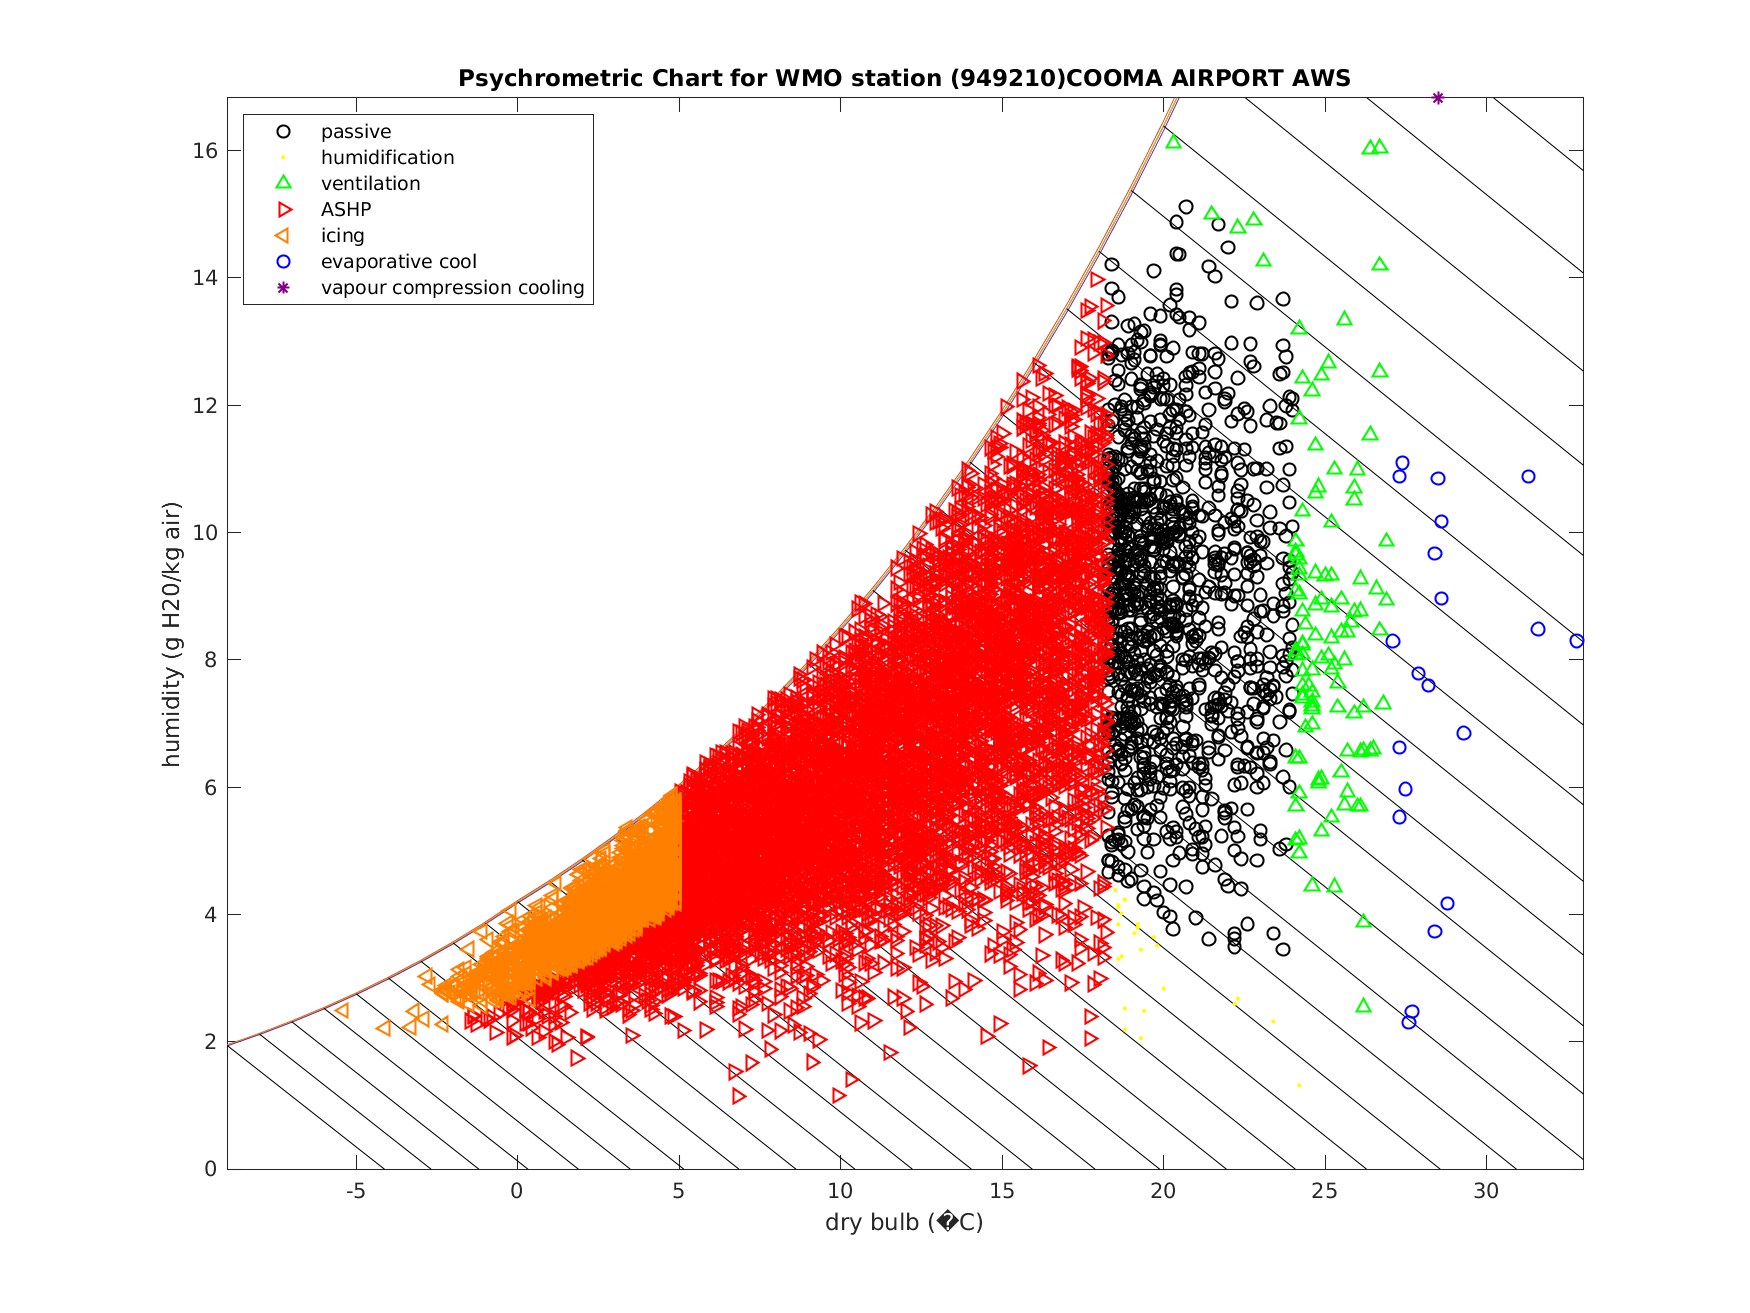 Psychrometric Chart for WMO station (949210)COOMA AIRPORT AWS
passive
humidification
ventilation
ASHP
icing
evaporative cool
vapour compression cooling
16
14
12
10
8
6
4
2
0
humidity (g H20/kg air)
-5 0 5 10 15 20 25 30
dry bulb (�C)